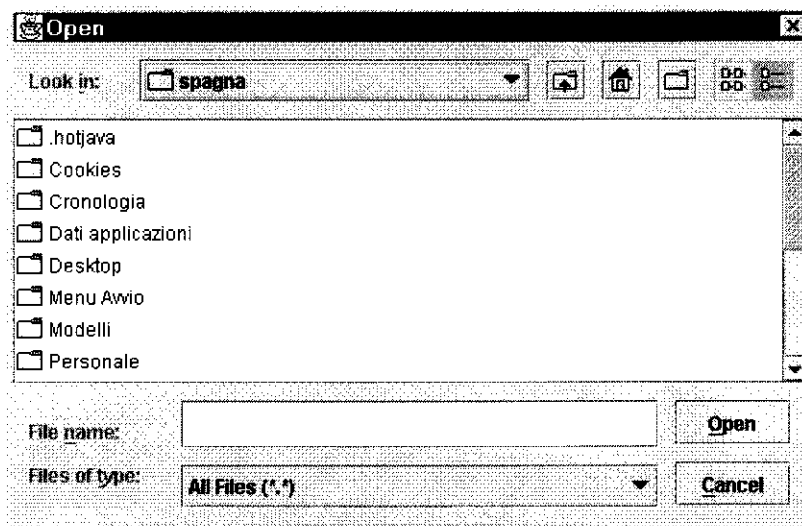 Open
Look in: spagna
.hotjava
Cookies
Cronologia
Dati applicazioni
Desktop
Menu Avvio
Modelli
Personale
File name: Open
Files of type: All Files (*.*) Cancel